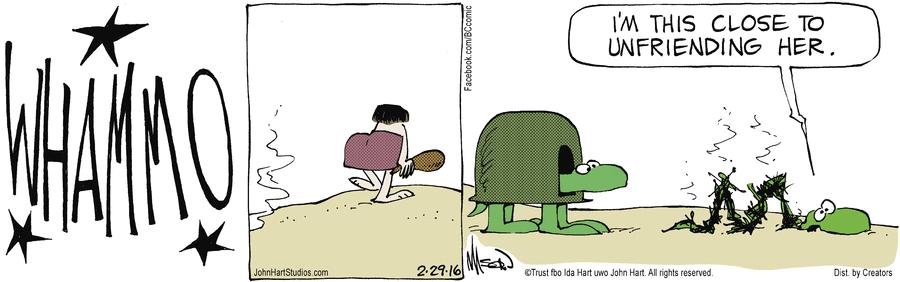 WHAMMO
JohnHartStudios.com
2.29.16
Facebook.com/BCcomic
I'M THIS CLOSE TO
UNFRIENDING HER.
©Trust fbo Ida Hart uwo John Hart. All rights reserved.
Dist. by Creators